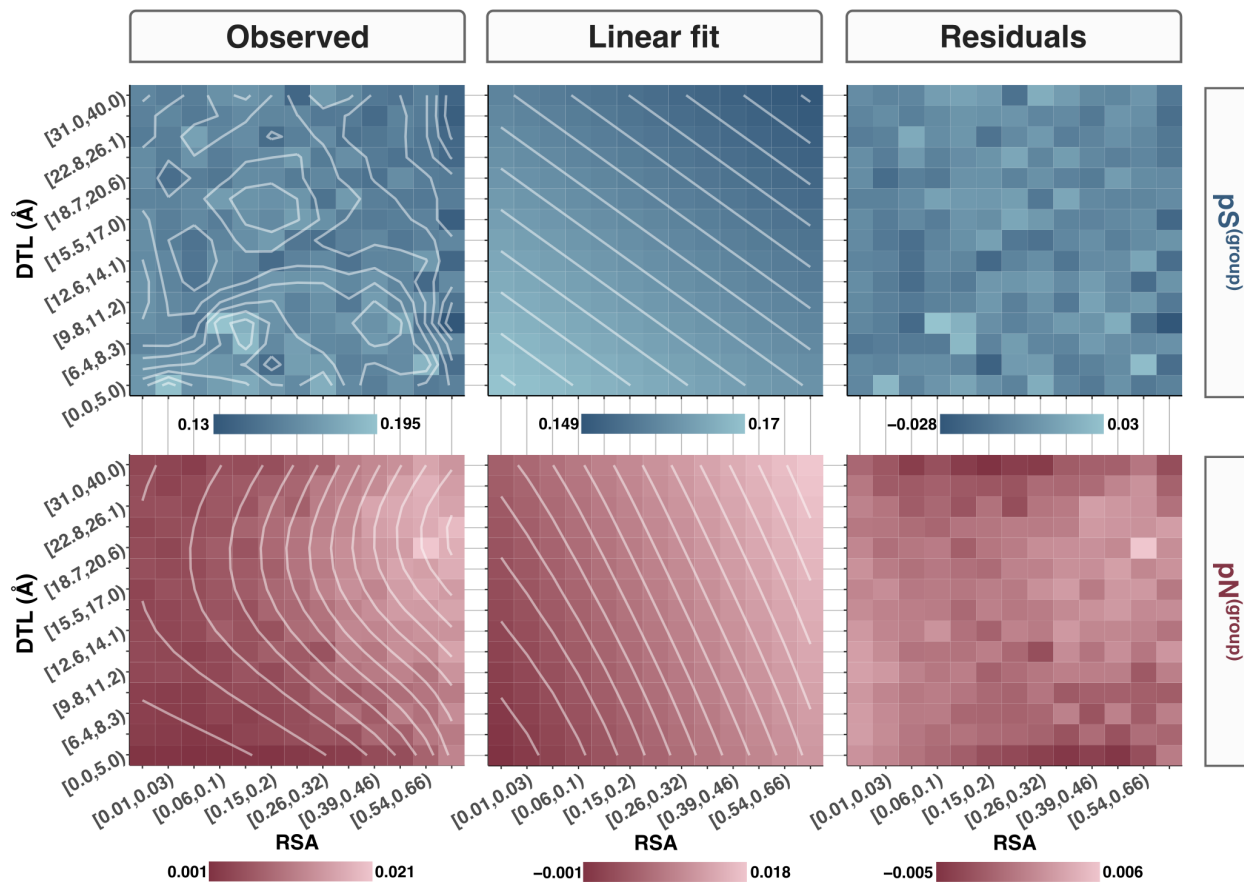 Observed
Linear fit
Residuals
DTL (Å)
[31.0,40.0)
[22.8,26.1)
[18.7,20.6)
[15.5,17.0)
[12.6,14.1)
[9.8,11.2)
[6.4,8.3)
[0.0,5.0)
pS(group)
0.13 0.195
0.149 0.17
−0.028 0.03
DTL (Å)
[31.0,40.0)
[22.8,26.1)
[18.7,20.6)
[15.5,17.0)
[12.6,14.1)
[9.8,11.2)
[6.4,8.3)
[0.0,5.0)
pN(group)
[0.01,0.03) [0.06,0.1) [0.15,0.2) [0.26,0.32) [0.39,0.46) [0.54,0.66)
[0.01,0.03) [0.06,0.1) [0.15,0.2) [0.26,0.32) [0.39,0.46) [0.54,0.66)
[0.01,0.03) [0.06,0.1) [0.15,0.2) [0.26,0.32) [0.39,0.46) [0.54,0.66)
RSA
RSA
RSA
0.001 0.021
−0.001 0.018
−0.005 0.006